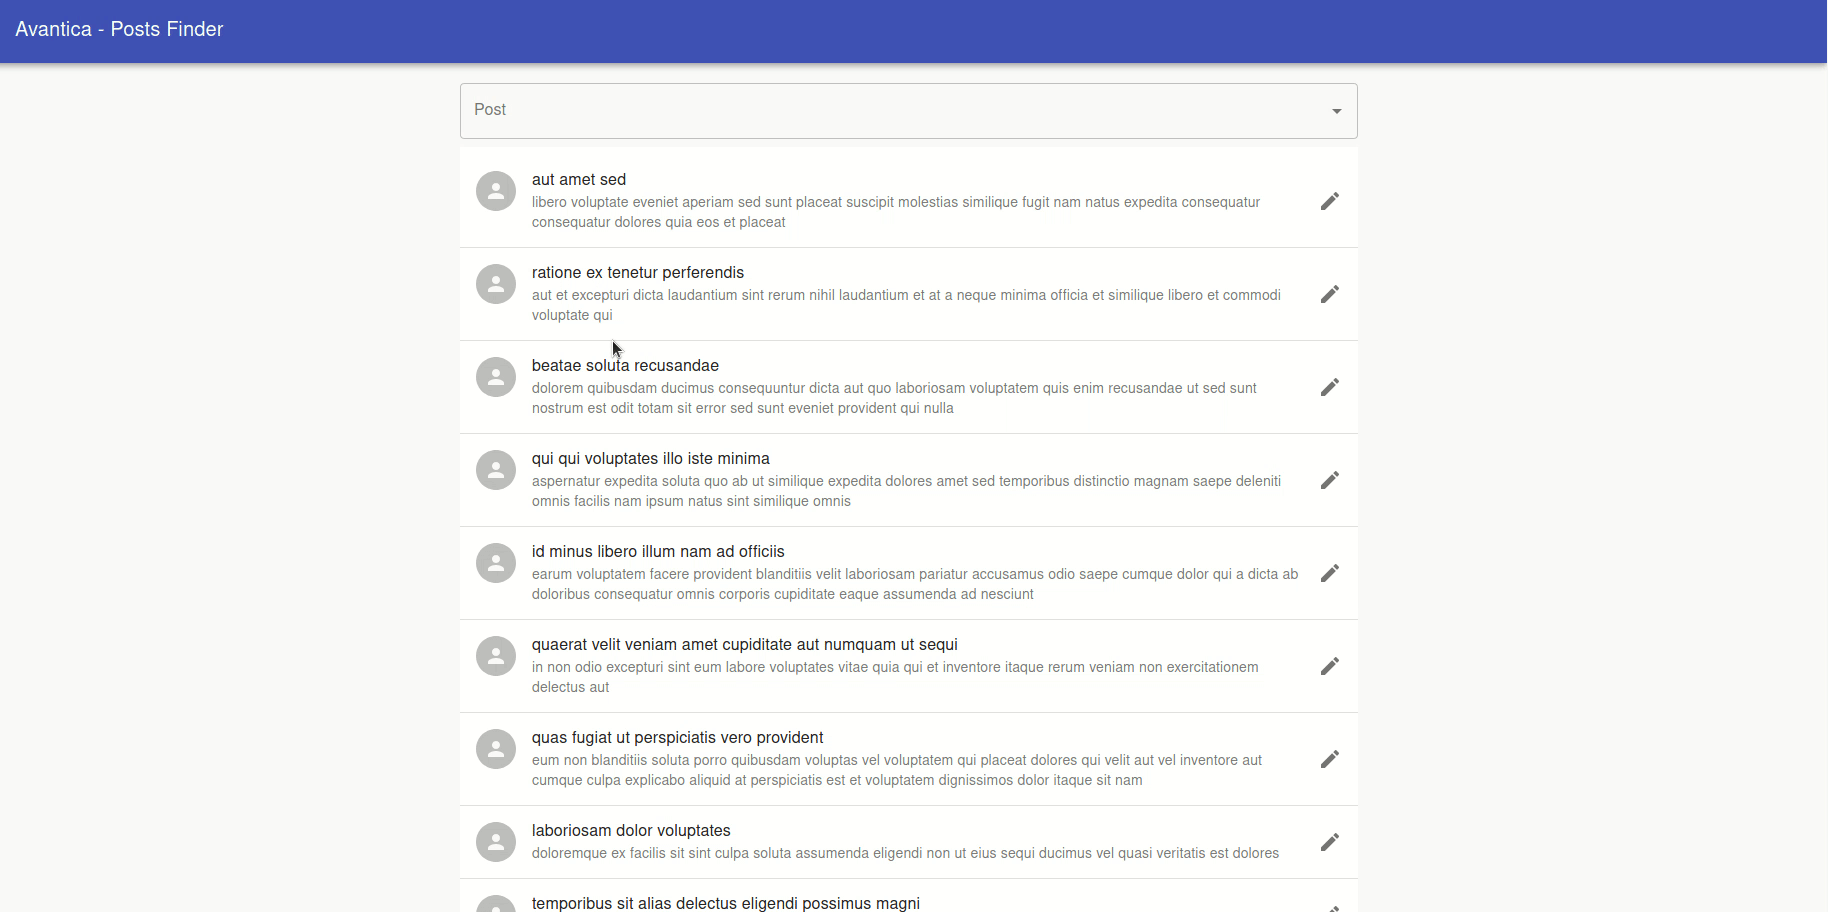 Avantica - Posts Finder
Post
aut amet sed
libero voluptate eveniet aperiam sed sunt placeat suscipit molestias similique fugit nam natus expedita consequatur
consequatur dolores quia eos et placeat
ratione ex tenetur perferendis
aut et excepturi dicta laudantium sint rerum nihil laudantium et at a neque minima officia et similique libero et commodi
voluptate qui
beatae soluta recusandae
dolorem quibusdam ducimus consequuntur dicta aut quo laboriosam voluptatem quis enim recusandae ut sed sunt
nostrum est odit totam sit error sed sunt eveniet provident qui nulla
qui qui voluptates illo iste minima
aspernatur expedita soluta quo ab ut similique expedita dolores amet sed temporibus distinctio magnam saepe deleniti
omnis facilis nam ipsum natus sint similique omnis
id minus libero illum nam ad officiis
earum voluptatem facere provident blanditiis velit laboriosam pariatur accusamus odio saepe cumque dolor qui a dicta ab
doloribus consequatur omnis corporis cupiditate eaque assumenda ad nesciunt
quaerat velit veniam amet cupiditate aut numquam ut sequi
in non odio excepturi sint eum labore voluptates vitae quia qui et inventore itaque rerum veniam non exercitationem
delectus aut
quas fugiat ut perspiciatis vero provident
eum non blanditiis soluta porro quibusdam voluptas vel voluptatem qui placeat dolores qui velit aut vel inventore aut
cumque culpa explicabo aliquid at perspiciatis est et voluptatem dignissimos dolor itaque sit nam
laboriosam dolor voluptates
doloremque ex facilis sit sint culpa soluta assumenda eligendi non ut eius sequi ducimus vel quasi veritatis est dolores
temporibus sit alias delectus eligendi possimus magni